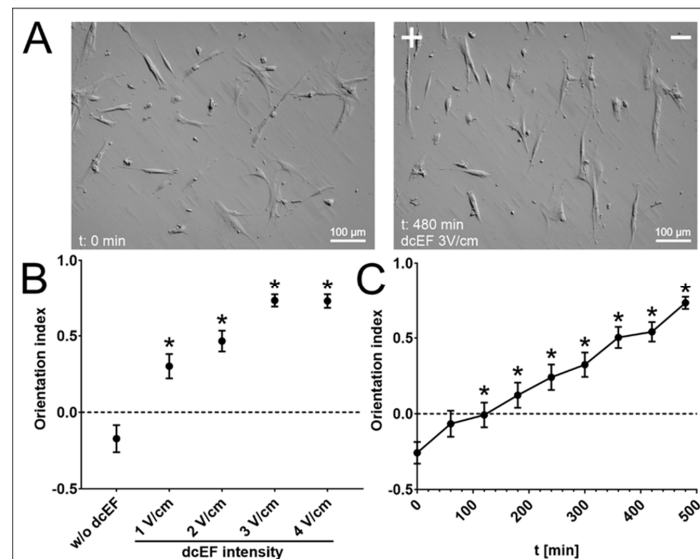 A
+ −
t: 0 min
100 µm
t: 480 min
dcEF 3V/cm
100 µm
B
Orientation index
1.0
0.5
0.0
-0.5
* * * *
w/o dcEF
1 V/cm
2 V/cm
3 V/cm
4 V/cm
dcEF intensity
C
Orientation index
1.0
0.5
0.0
-0.5
* * * * * * *
0 100 200 300 400 500
t [min]